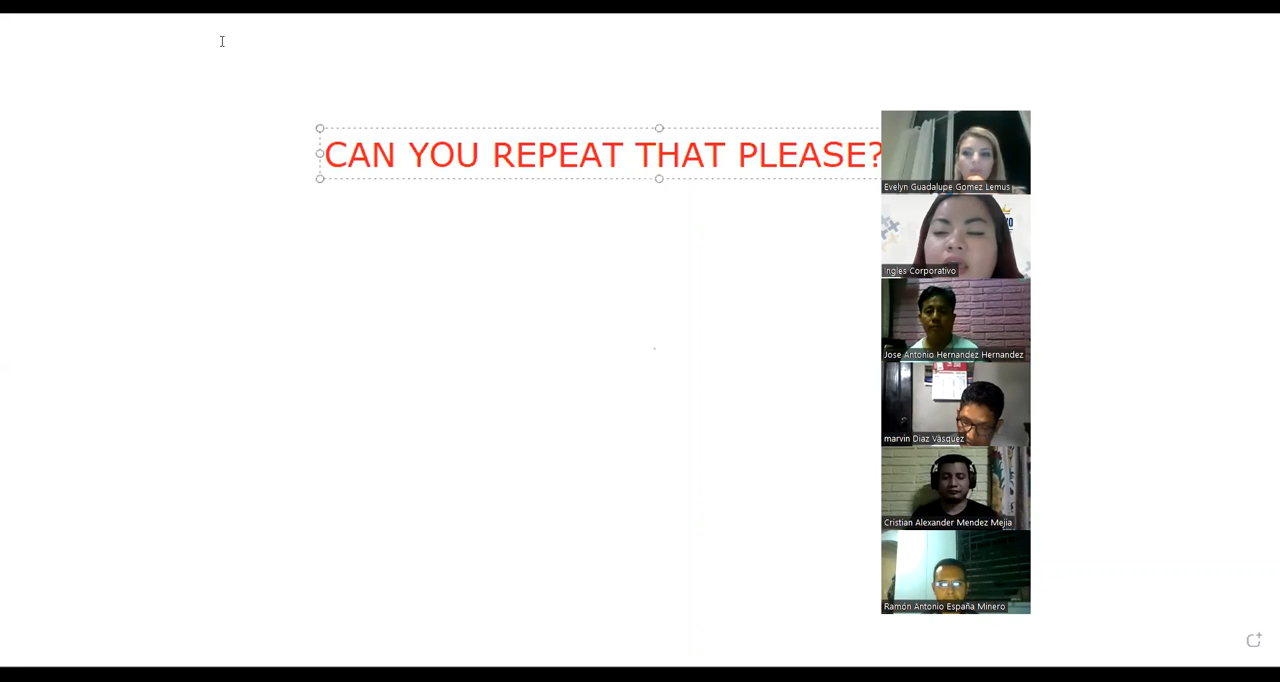 CAN YOU REPEAT THAT PLEASE?
Evelyn Guadalupe Gomez Lemus
Ingles Corporativo
Jose Antonio Hernandez Hernandez
marvin Diaz Vàsquez
Cristian Alexander Mendez Mejia
Ramón Antonio España Minero